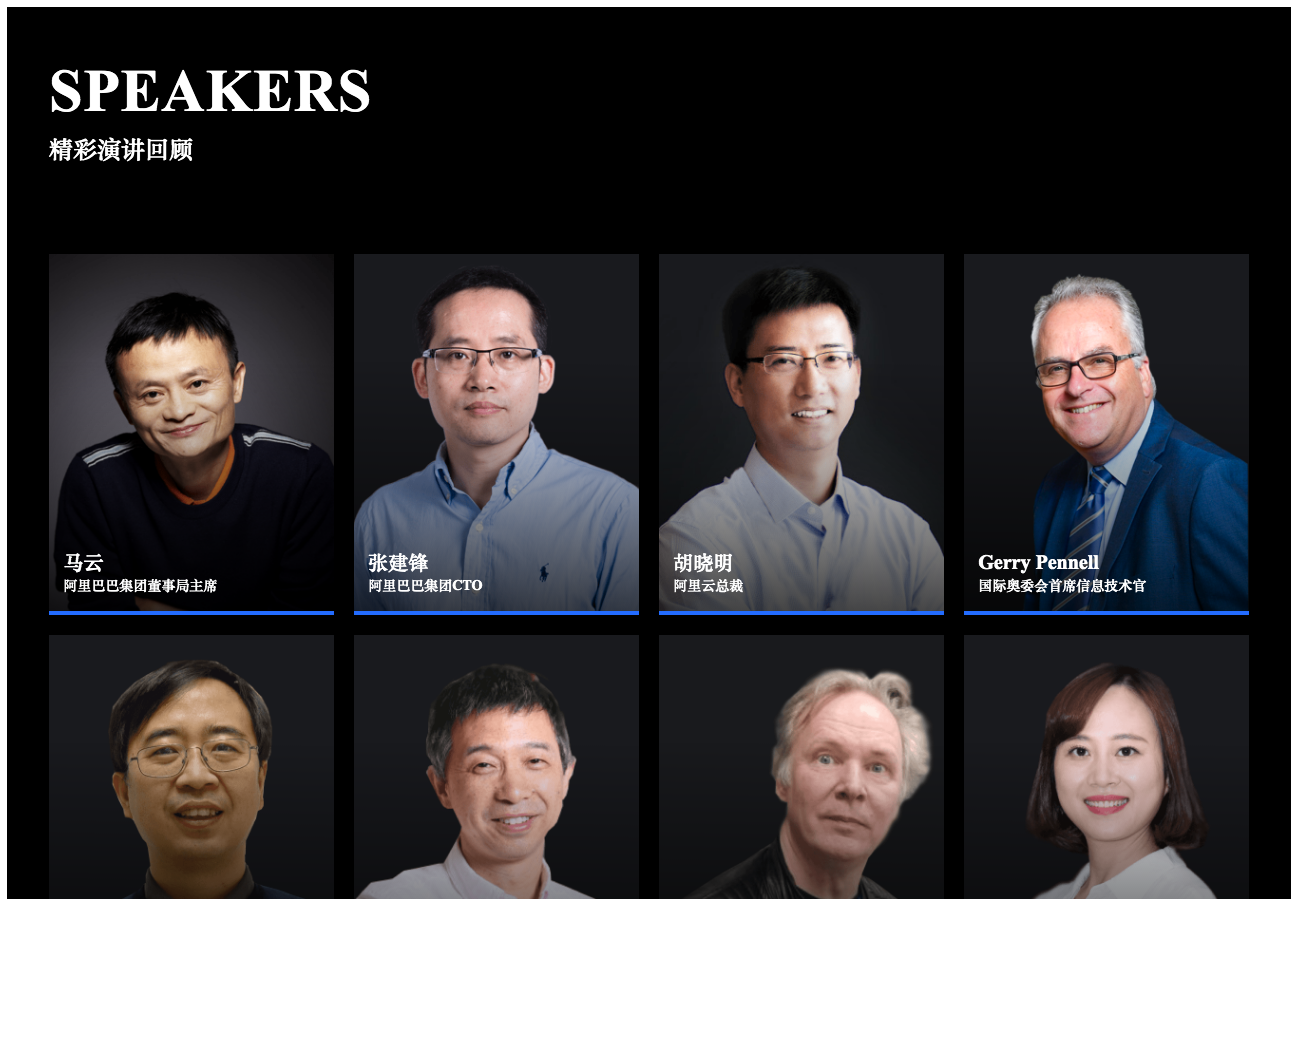 SPEAKERS
精彩演讲回顾
马云
阿里巴巴集团董事局主席
张建锋
阿里巴巴集团CTO
胡晓明
阿里云总裁
Gerry Pennell
国际奥委会首席信息技术官